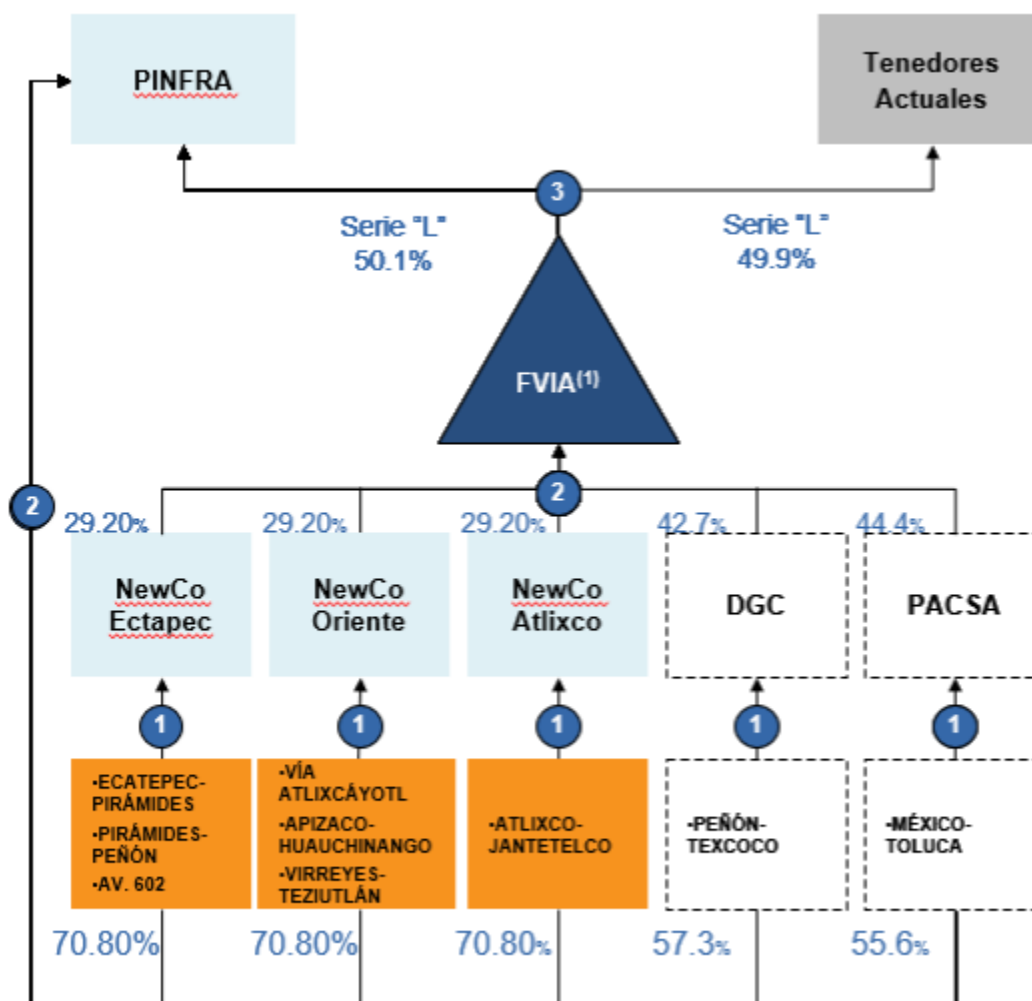 PINFRA
Tenedores
Actuales
3
Serie "L"
50.1%
Serie "L"
49.9%
FVIA(1)
2
2
29.20%
29.20%
29.20%
42.7%
44.4%
NewCo
Ectapec
NewCo
Oriente
NewCo
Atlixco
DGC
PACSA
1
1
1
1
1
•ECATEPEC-
PIRÁMIDES
•PIRÁMIDES-
PEÑÓN
•AV. 602
•VÍA
ATLIXCÁYOTL
•APIZACO-
HUAUCHINANGO
•VIRREYES-
TEZIUTLÁN
•ATLIXCO-
JANTETELCO
•PEÑÓN-
TEXCOCO
•MÉXICO-
TOLUCA
70.80%
70.80%
70.80%
57.3%
55.6%